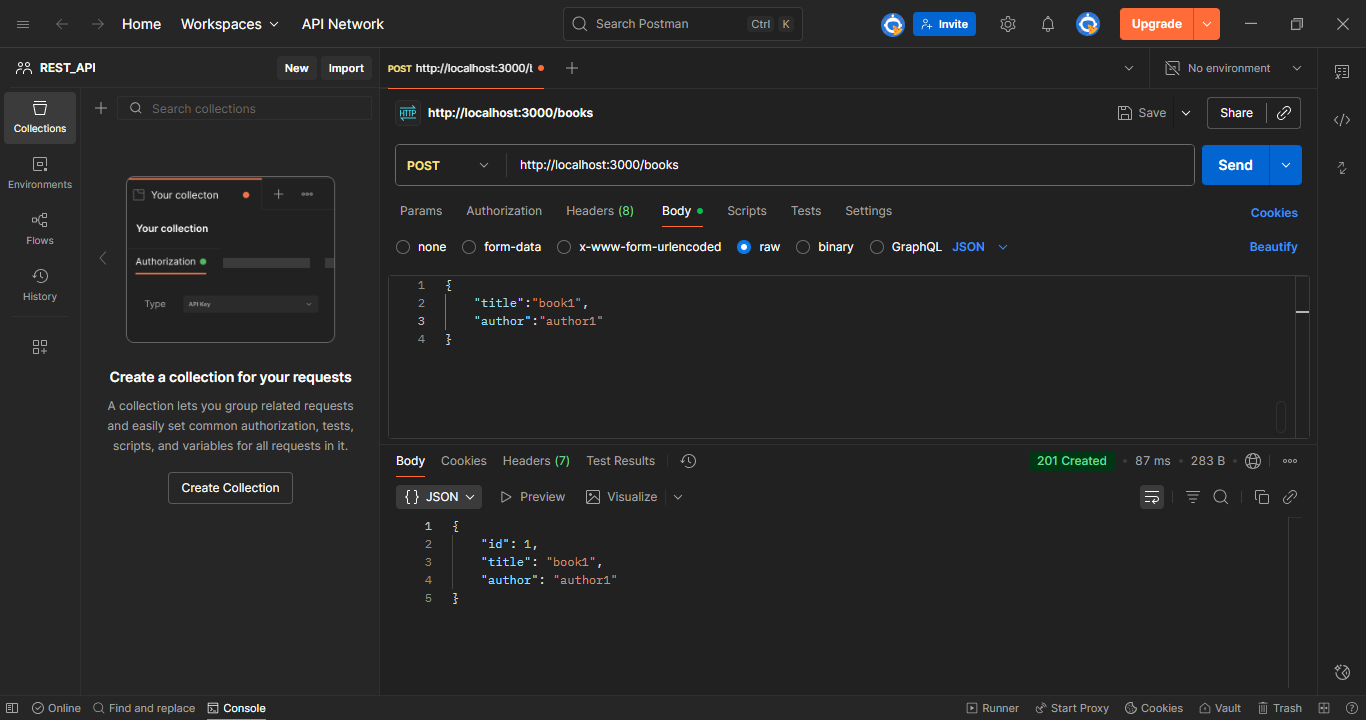 Home Workspaces API Network Search Postman Ctrl K Invite Upgrade
REST_API New Import POST http://localhost:3000/l No environment
Search collections
Collections
Environments
Flows
History
Your collecton
Your collection
Authorization
Type API Key
Create a collection for your requests
A collection lets you group related requests
and easily set common authorization, tests,
scripts, and variables for all requests in it.
Create Collection
HTTP http://localhost:3000/books Save Share
POST http://localhost:3000/books Send
Params Authorization Headers (8) Body Scripts Tests Settings Cookies
none form-data x-www-form-urlencoded raw binary GraphQL JSON Beautify
1 {
2 "title":"book1",
3 "author":"author1"
4 }
Body Cookies Headers (7) Test Results 201 Created 87 ms 283 B
{} JSON Preview Visualize
1 {
2 "id": 1,
3 "title": "book1",
4 "author": "author1"
5 }
Online Find and replace Console Runner Start Proxy Cookies Vault Trash